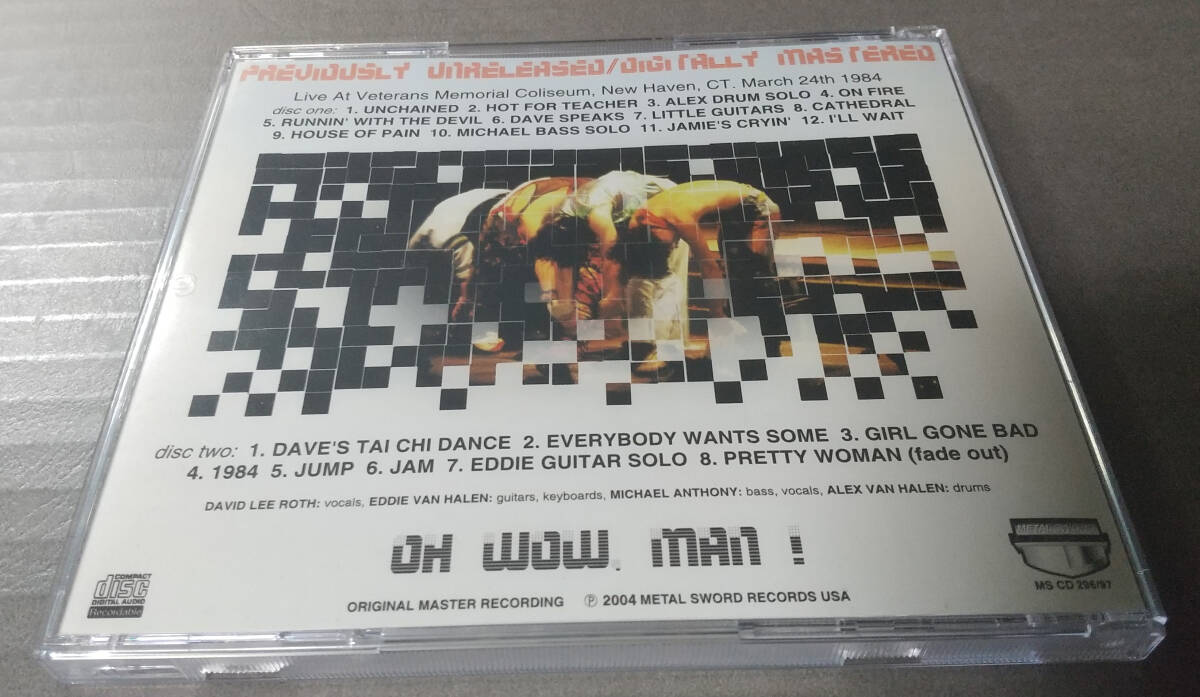 PREVIOUSLY UNRELEASED/DIGITALLY MASTERED
Live At Veterans Memorial Coliseum, New Haven, CT. March 24th 1984
disc one: 1. UNCHAINED 2. HOT FOR TEACHER 3. ALEX DRUM SOLO 4. ON FIRE
5. RUNNIN' WITH THE DEVIL 6. DAVE SPEAKS 7. LITTLE GUITARS 8. CATHEDRAL
9. HOUSE OF PAIN 10. MICHAEL BASS SOLO 11. JAMIE'S CRYIN' 12. I'LL WAIT
disc two: 1. DAVE'S TAI CHI DANCE 2. EVERYBODY WANTS SOME 3. GIRL GONE BAD
4. 1984 5. JUMP 6. JAM 7. EDDIE GUITAR SOLO 8. PRETTY WOMAN (fade out)
DAVID LEE ROTH: vocals, EDDIE VAN HALEN: guitars, keyboards, MICHAEL ANTHONY: bass, vocals, ALEX VAN HALEN: drums
OH WOW, MAN !
COMPACT
disc
DIGITAL AUDIO
Recordable
ORIGINAL MASTER RECORDING ℗ 2004 METAL SWORD RECORDS USA
METAL SWORD
MS CD 296/97